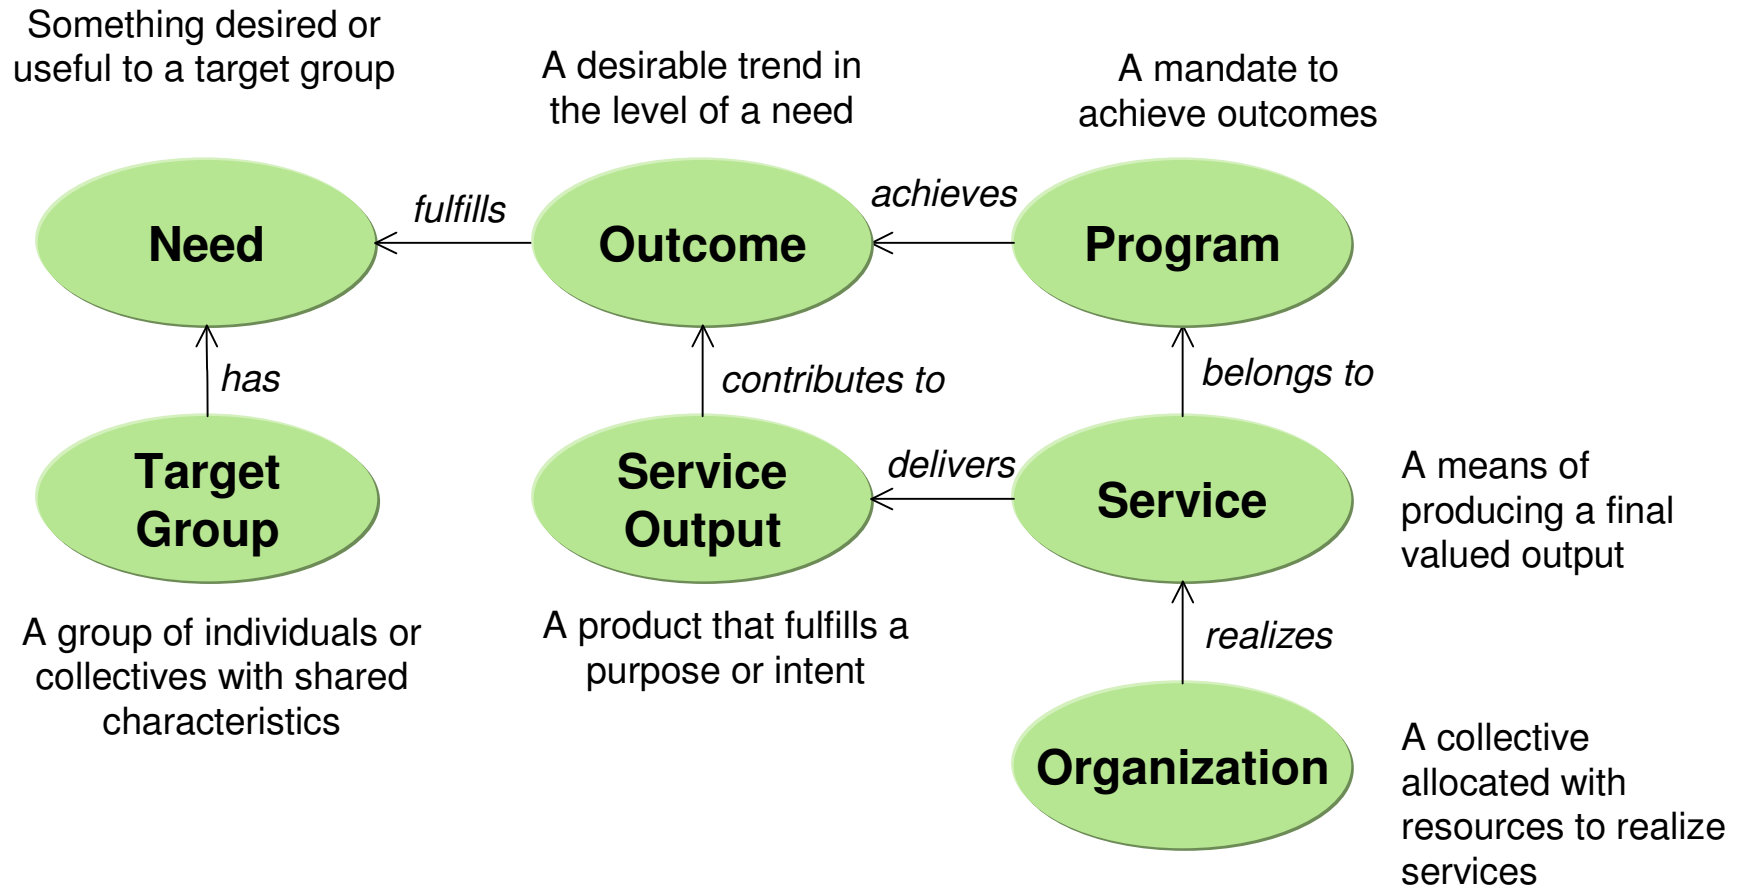 Something desired or
useful to a target group
A desirable trend in
the level of a need
A mandate to
achieve outcomes
Need
fulfills
Outcome
achieves
Program
has
contributes to
belongs to
Target
Group
Service
Output
delivers
Service
A means of
producing a final
valued output
A group of individuals or
collectives with shared
characteristics
A product that fulfills a
purpose or intent
realizes
Organization
A collective
allocated with
resources to realize
services